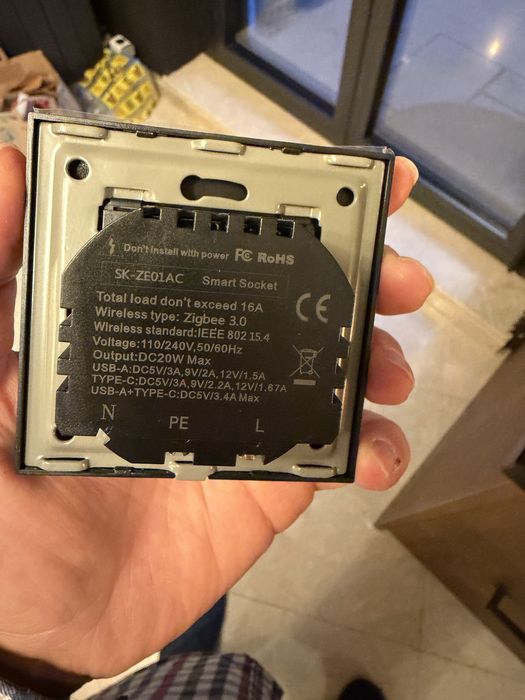 Don't install with power FC RoHS
SK-ZE01AC Smart Socket
Total load don't exceed 16A
Wireless type: Zigbee 3.0
Wireless standard:IEEE 802 15.4
Voltage:110/240V,50/60Hz
Output:DC20W Max
USB-A:DC5V/3A,9V/2A,12V/1.5A
TYPE-C:DC5V/3A,9V/2.2A,12V/1.67A
USB-A+TYPE-C:DC5V/3.4A Max
CE
N PE L